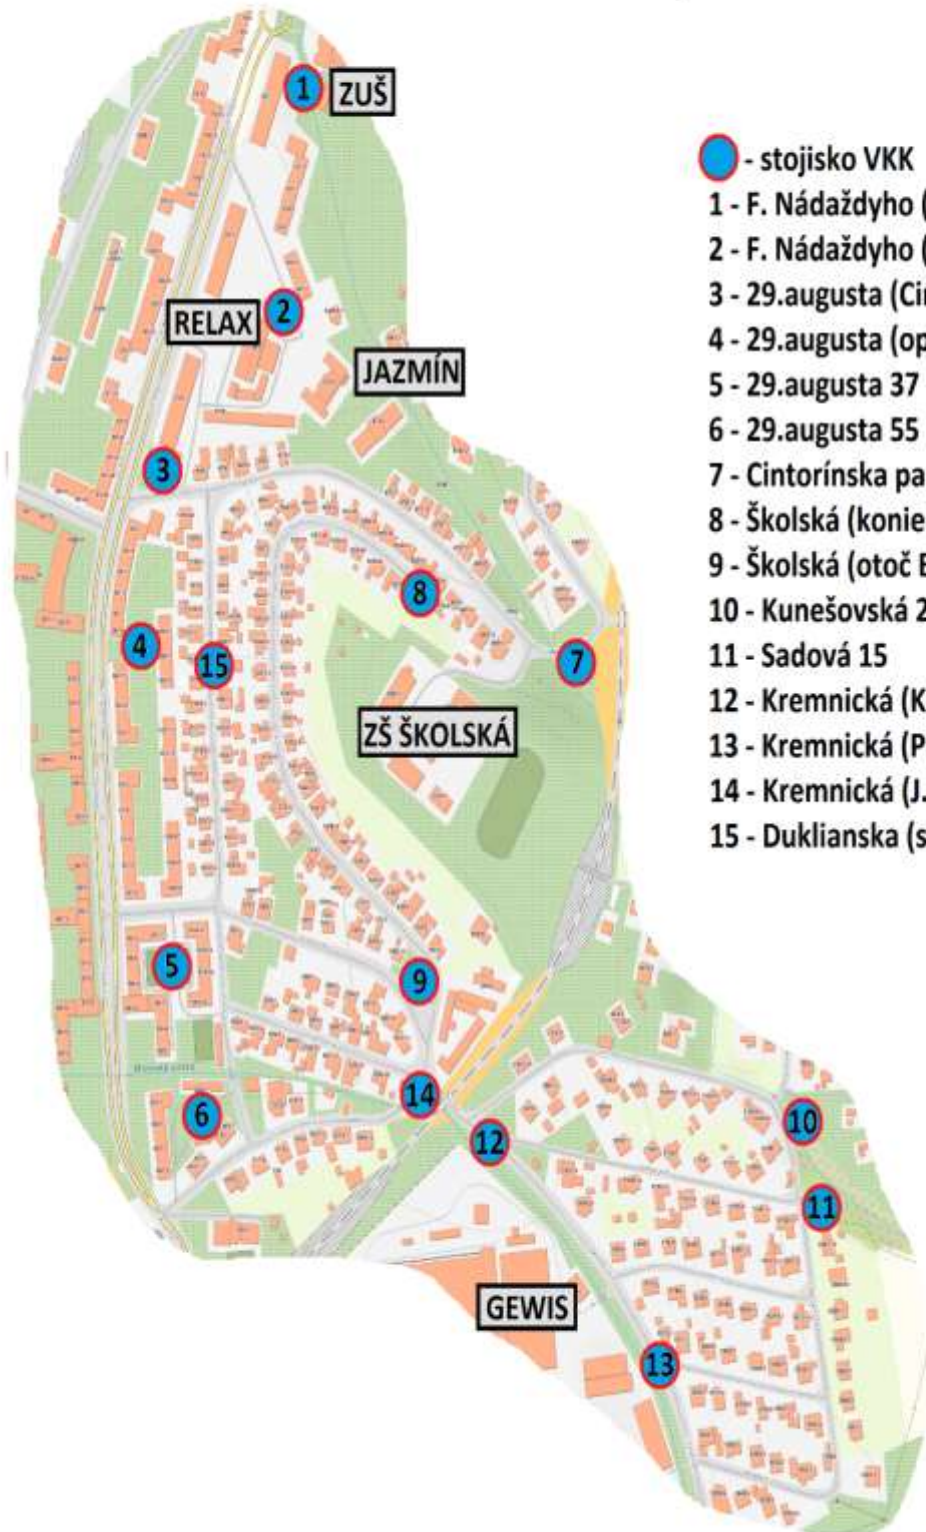 1
ZUŠ
- stojisko VKK
1 - F. Nádaždyho (
2 - F. Nádaždyho (
3 - 29.augusta (Cin
4 - 29.augusta (op
5 - 29.augusta 37
6 - 29.augusta 55
7 - Cintorínska pa
8 - Školská (konie
9 - Školská (otoč
10 - Kunešovská 2
11 - Sadová 15
12 - Kremnická (K
13 - Kremnická (P
14 - Kremnická (J.
15 - Duklianska (s
2
RELAX
JAZMÍN
3
8
4
15
7
ZŠ ŠKOLSKÁ
5
9
14
6
12
10
11
GEWIS
13